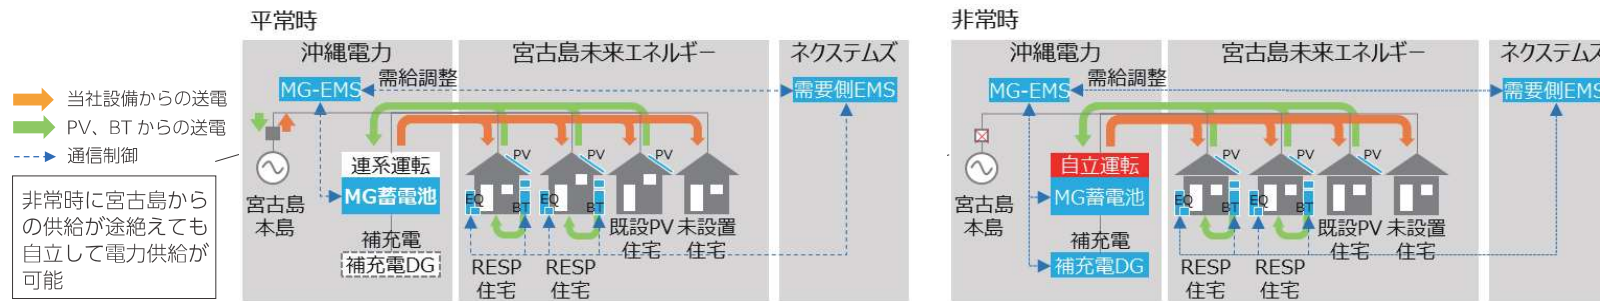 平常時
沖縄電力
宮古島未来エネルギー
ネクステムズ
MG-EMS
需給調整
需要側EMS
当社設備からの送電
PV、BT からの送電
通信制御
連系運転
MG蓄電池
PV
PV
PV
EQ
BT
EQ
BT
宮古島
本島
既設PV
住宅
未設置
住宅
補充電
補充電DG
RESP
住宅
RESP
住宅
非常時に宮古島から
の供給が途絶えても
自立して電力供給が
可能
非常時
沖縄電力
宮古島未来エネルギー
ネクステムズ
MG-EMS
需給調整
需要側EMS
自立運転
MG蓄電池
PV
PV
PV
EQ
BT
EQ
BT
宮古島
本島
既設PV
住宅
未設置
住宅
補充電
補充電DG
RESP
住宅
RESP
住宅